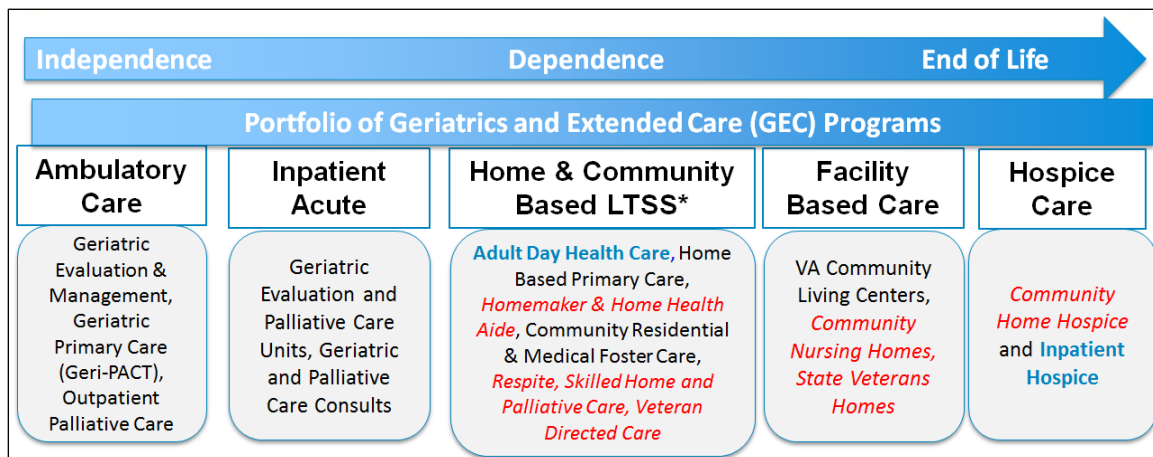 Independence Dependence End of Life
Portfolio of Geriatrics and Extended Care (GEC) Programs
Ambulatory
Care
Geriatric
Evaluation &
Management,
Geriatric
Primary Care
(Geri-PACT),
Outpatient
Palliative Care
Inpatient
Acute
Geriatric
Evaluation and
Palliative Care
Units, Geriatric
and Palliative
Care Consults
Home & Community
Based LTSS*
Adult Day Health Care, Home
Based Primary Care,
Homemaker & Home Health
Aide, Community Residential
& Medical Foster Care,
Respite, Skilled Home and
Palliative Care, Veteran
Directed Care
Facility
Based Care
VA Community
Living Centers,
Community
Nursing Homes,
State Veterans
Homes
Hospice
Care
Community
Home Hospice
and Inpatient
Hospice